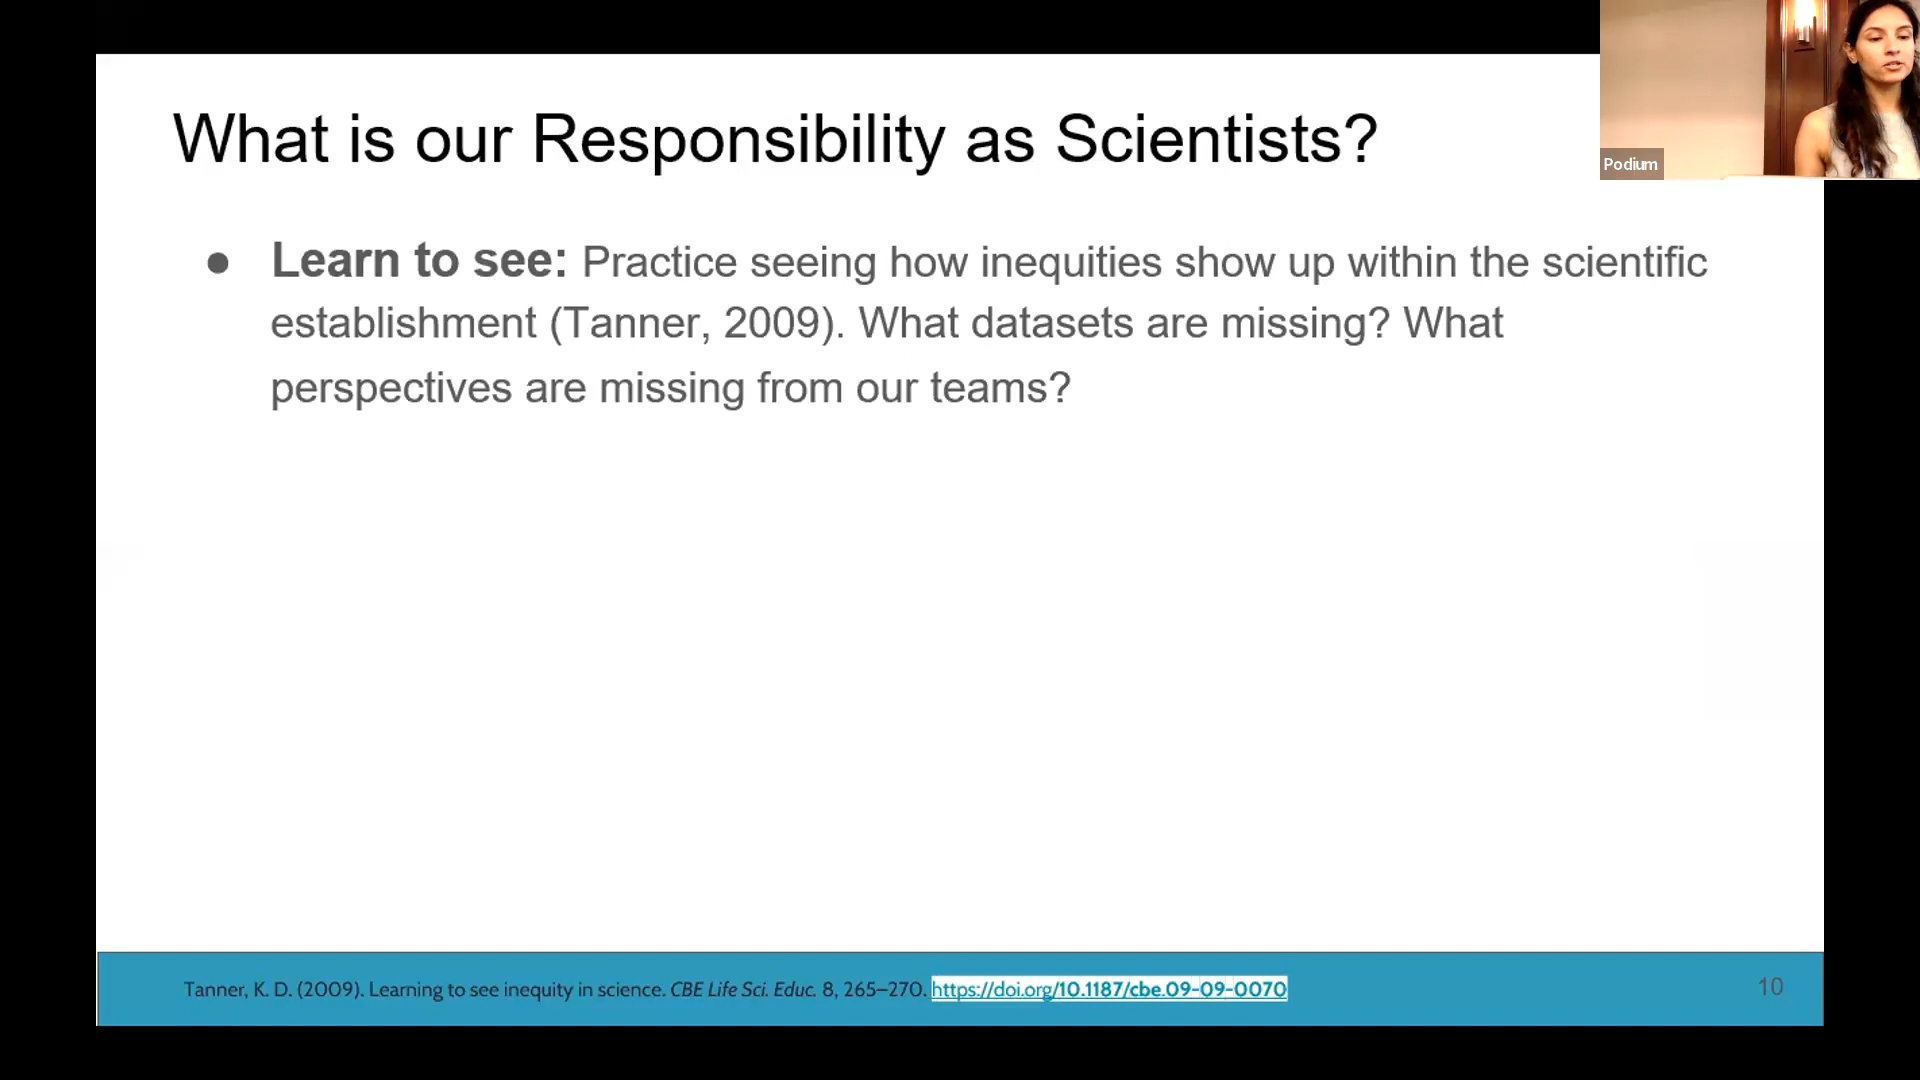 What is our Responsibility as Scientists?
Podium
● Learn to see: Practice seeing how inequities show up within the scientific
establishment (Tanner, 2009). What datasets are missing? What
perspectives are missing from our teams?
Tanner, K. D. (2009). Learning to see inequity in science. CBE Life Sci. Educ. 8, 265–270. https://doi.org/10.1187/cbe.09-09-0070
10